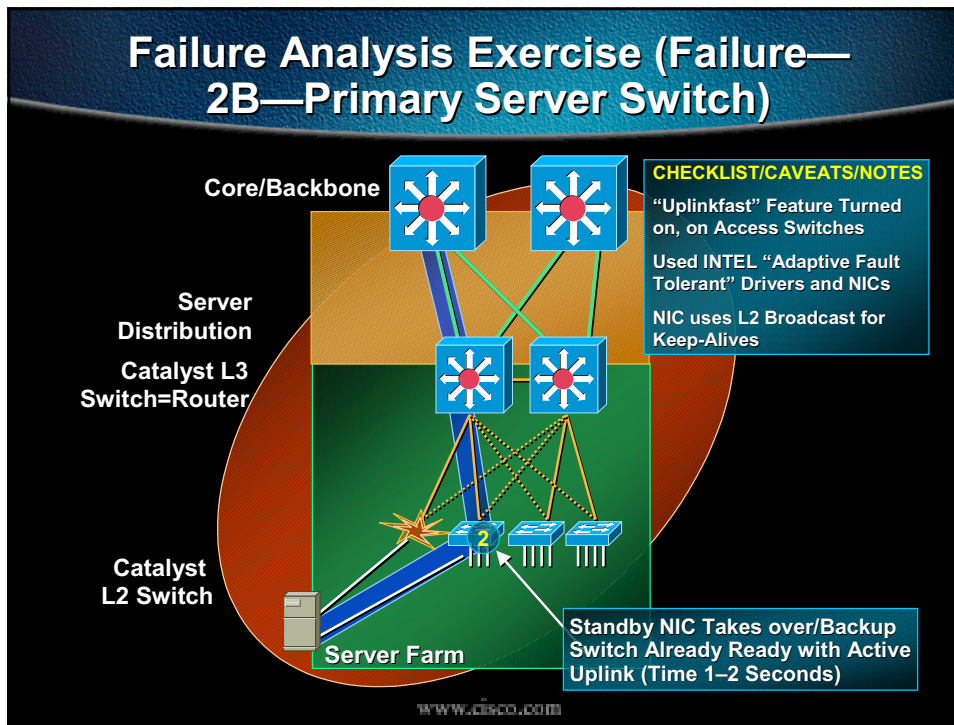 Failure Analysis Exercise (Failure—
2B—Primary Server Switch)
Core/Backbone
CHECKLIST/CAVEATS/NOTES
“Uplinkfast” Feature Turned
on, on Access Switches
Used INTEL “Adaptive Fault
Tolerant” Drivers and NICs
NIC uses L2 Broadcast for
Keep-Alives
Server
Distribution
Catalyst L3
Switch=Router
2
Catalyst
L2 Switch
Server Farm
Standby NIC Takes over/Backup
Switch Already Ready with Active
Uplink (Time 1–2 Seconds)
www.cisco.com